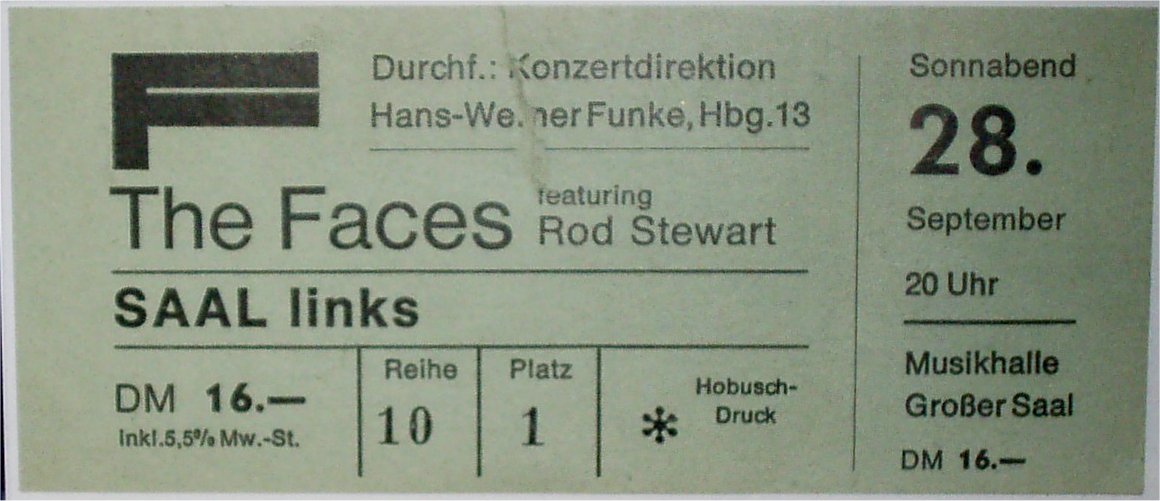 F
Durchf.: Konzertdirektion
Hans-Werner Funke, Hbg.13
The Faces featuring
Rod Stewart
SAAL links
DM 16.—
inkl.5,5% Mw.-St.
Reihe
10
Platz
1
*
Hobusch-
Druck
Sonnabend
28.
September
20 Uhr
Musikhalle
Großer Saal
DM 16.—